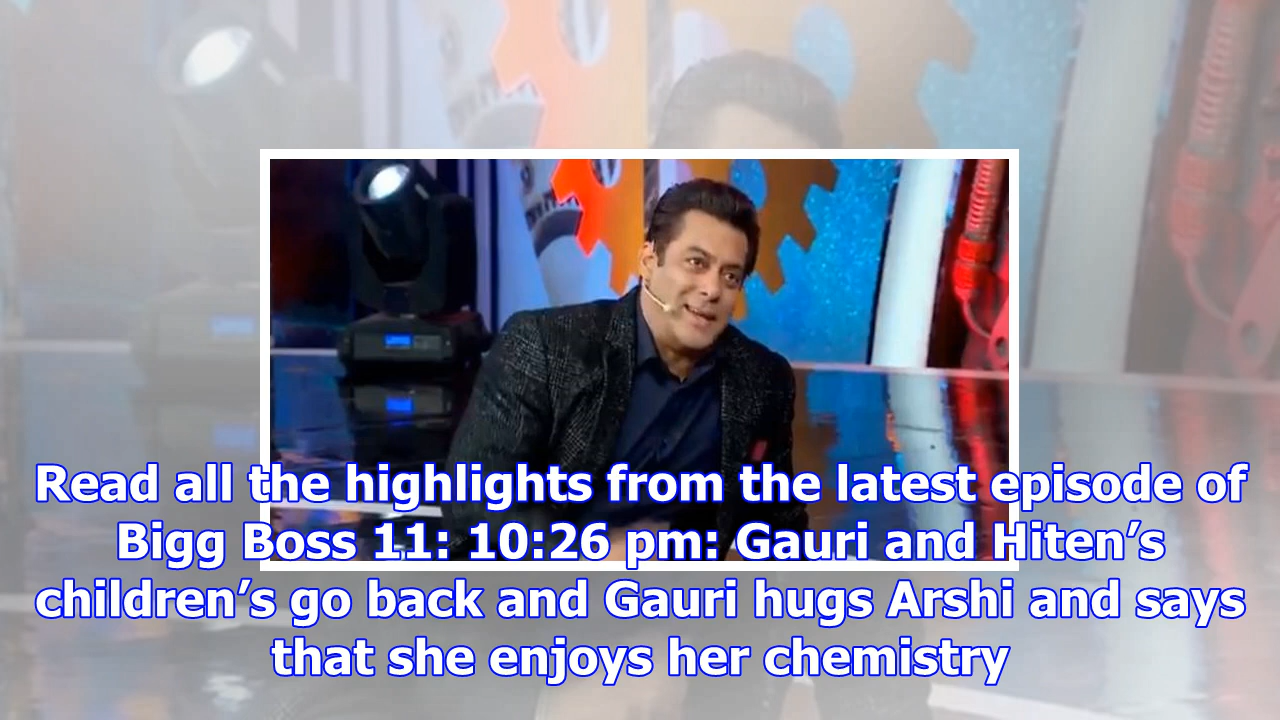 Read all the highlights from the latest episode of
Bigg Boss 11: 10:26 pm: Gauri and Hiten’s
children’s go back and Gauri hugs Arshi and says
that she enjoys her chemistry